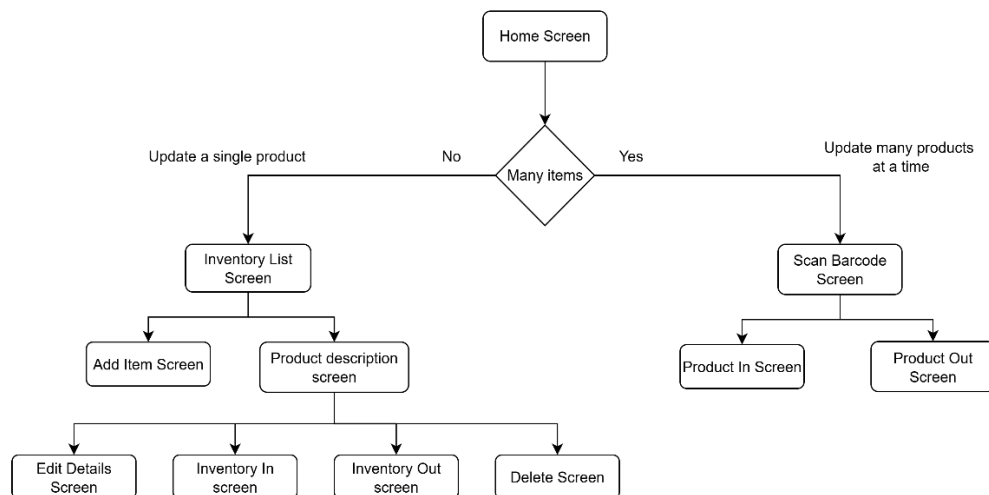 Home Screen
Update a single product
No
Yes
Update many products
at a time
Many items
Inventory List
Screen
Scan Barcode
Screen
Add Item Screen
Product description
screen
Product In Screen
Product Out
Screen
Edit Details
Screen
Inventory In
screen
Inventory Out
screen
Delete Screen